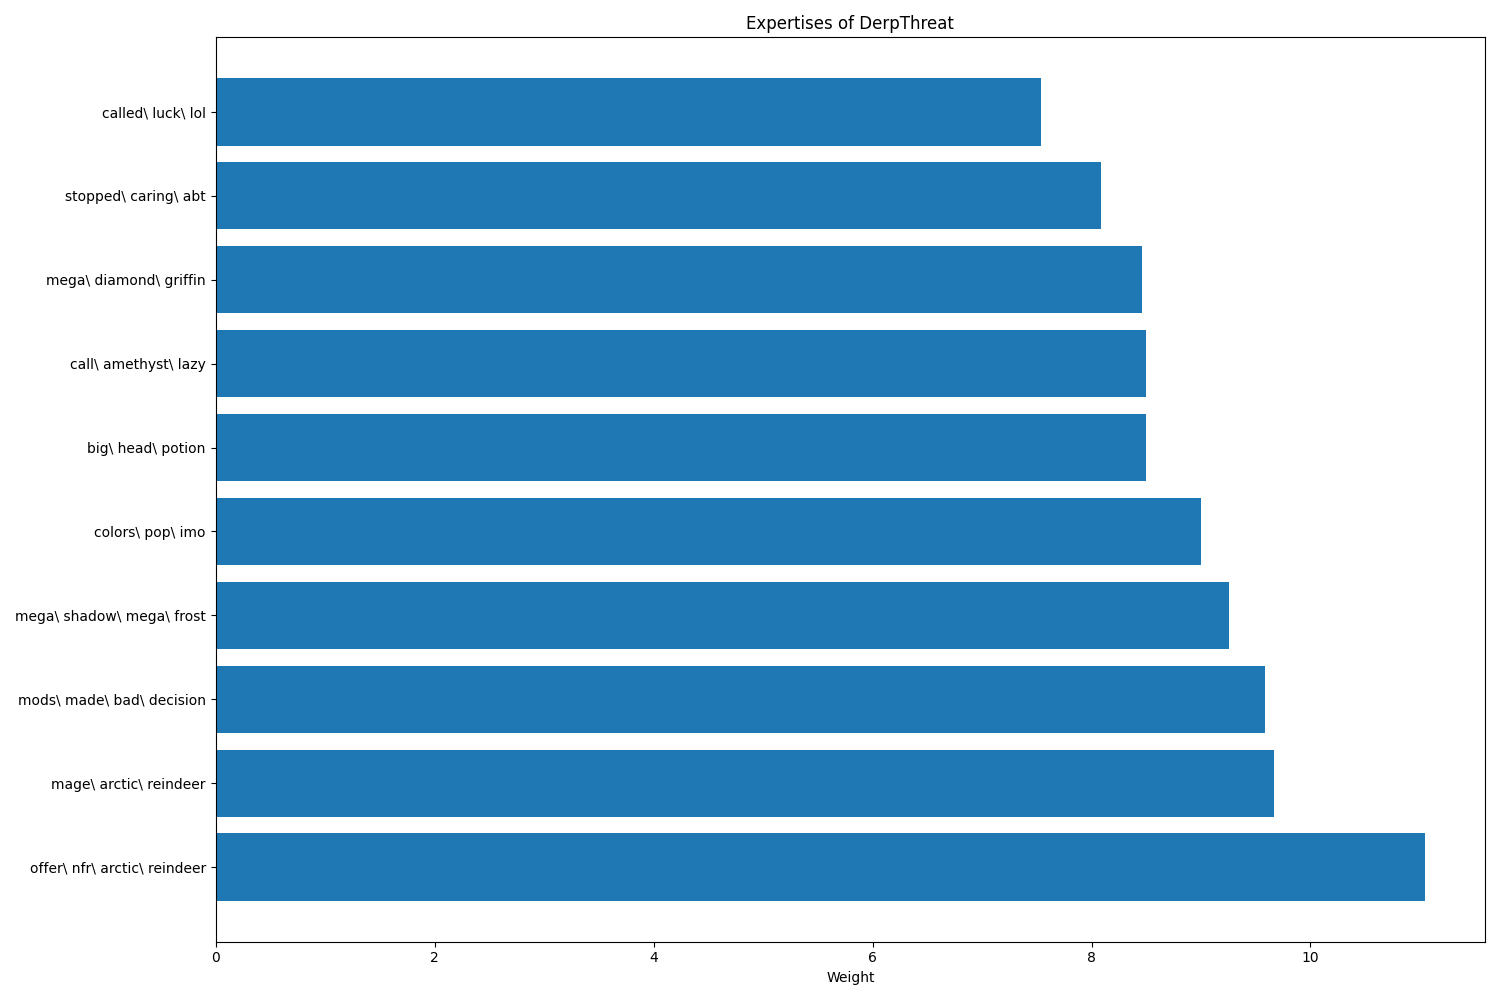 Expertises of DerpThreat
called\ luck\ lol
stopped\ caring\ abt
mega\ diamond\ griffin
call\ amethyst\ lazy
big\ head\ potion
colors\ pop\ imo
mega\ shadow\ mega\ frost
mods\ made\ bad\ decision
mage\ arctic\ reindeer
offer\ nfr\ arctic\ reindeer
0 2 4 6 8 10
Weight